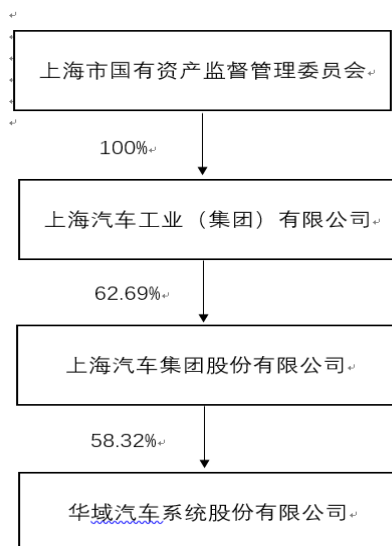 上海市国有资产监督管理委员会
100%
上海汽车工业（集团）有限公司
62.69%
上海汽车集团股份有限公司
58.32%
华域汽车系统股份有限公司